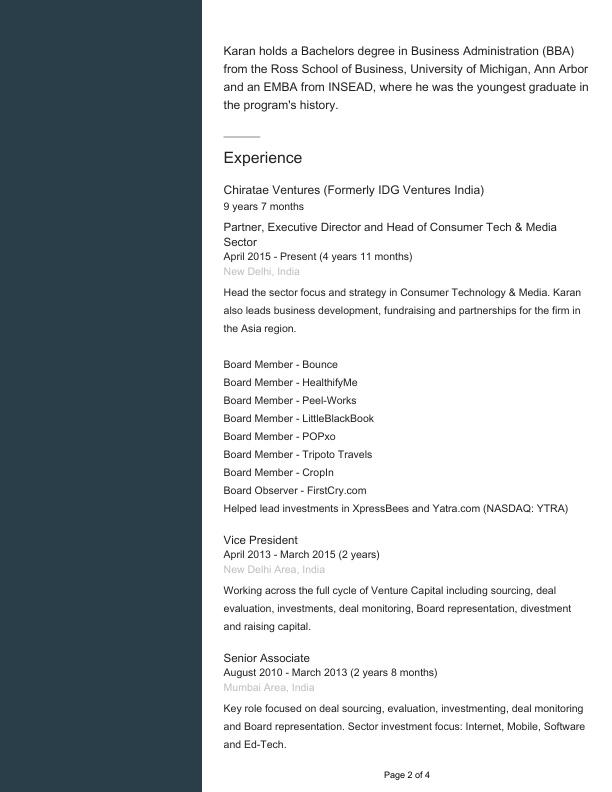 Karan holds a Bachelors degree in Business Administration (BBA)
from the Ross School of Business, University of Michigan, Ann Arbor
and an EMBA from INSEAD, where he was the youngest graduate in
the program's history.
Experience
Chiratae Ventures (Formerly IDG Ventures India)
9 years 7 months
Partner, Executive Director and Head of Consumer Tech & Media
Sector
April 2015 - Present (4 years 11 months)
New Delhi, India
Head the sector focus and strategy in Consumer Technology & Media. Karan
also leads business development, fundraising and partnerships for the firm in
the Asia region.
Board Member - Bounce
Board Member - HealthifyMe
Board Member - Peel-Works
Board Member - LittleBlackBook
Board Member - POPxo
Board Member - Tripoto Travels
Board Member - CropIn
Board Observer - FirstCry.com
Helped lead investments in XpressBees and Yatra.com (NASDAQ: YTRA)
Vice President
April 2013 - March 2015 (2 years)
New Delhi Area, India
Working across the full cycle of Venture Capital including sourcing, deal
evaluation, investments, deal monitoring, Board representation, divestment
and raising capital.
Senior Associate
August 2010 - March 2013 (2 years 8 months)
Mumbai Area, India
Key role focused on deal sourcing, evaluation, investmenting, deal monitoring
and Board representation. Sector investment focus: Internet, Mobile, Software
and Ed-Tech.
Page 2 of 4